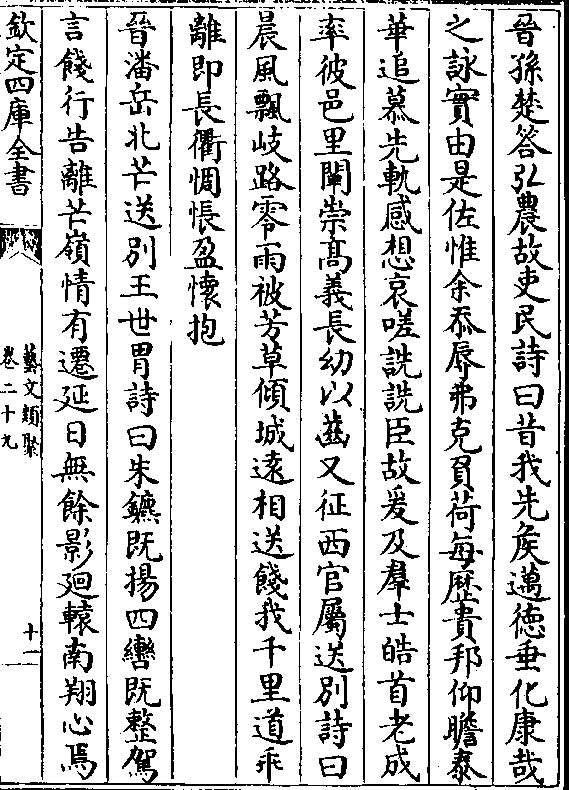 晉孫楚答弘農故吏民詩曰昔我先侯邁德垂化康哉
之詠實由是佐惟余忝辱弗克負荷每歷貴邦仰瞻泰
華追慕先軌感想哀嗟詵詵臣故爰及羣士皓首老成
率彼邑里闡崇髙義長幼以齒又征西官屬送別詩曰
晨風飄岐路零雨被芳草傾城遠相送餞我千里道乖
離即長衢惆悵盈懷抱
晉潘岳北芒送別王世胄詩曰朱鑣既揚四轡既整駕
言餞行告離芒嶺情有遷延日無餘影廻轅南翔心焉
欽定四庫全書
藝文類聚
卷二十九
十一